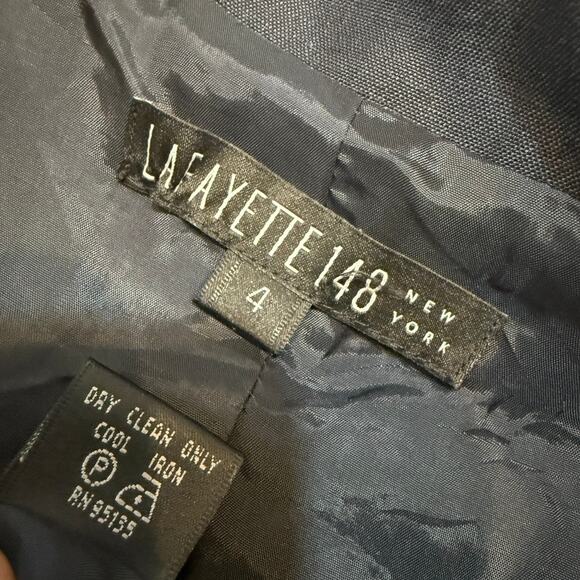 LAFAYETTE 148 NEW
YORK
4
DRY CLEAN ONLY
COOL IRON
P
RN 95135